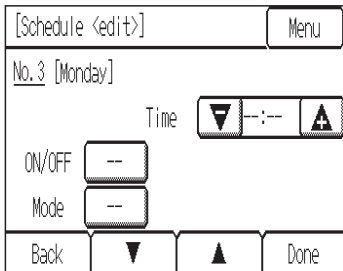 [Schedule <edit>] Menu
No. 3 [Monday]
Time --:--
ON/OFF --
Mode --
Back ▼ ▲ Done